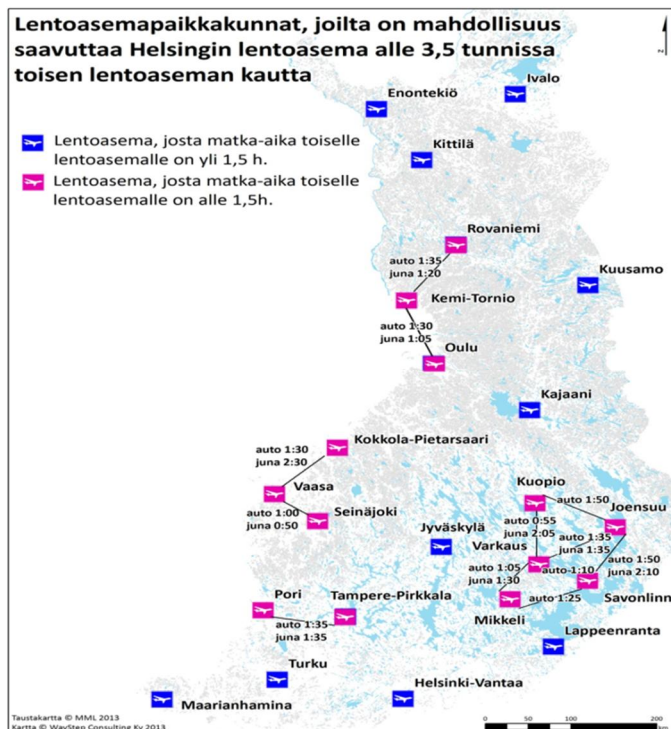 Lentoasemapaikkakunnat, joilta on mahdollisuus
saavuttaa Helsingin lentoasema alle 3,5 tunnissa
toisen lentoaseman kautta
N
Ivalo
Enontekiö
Lentoasema, josta matka-aika toiselle
lentoasemalle on yli 1,5 h.
Kittilä
Lentoasema, josta matka-aika toiselle
lentoasemalle on alle 1,5h.
Rovaniemi
auto 1:35
juna 1:20
Kuusamo
Kemi-Tornio
auto 1:30
juna 1:05
Oulu
Kajaani
Kokkola-Pietarsaari
auto 1:30
juna 2:30
Vaasa
auto 1:00
juna 0:50
Seinäjoki
Kuopio
auto 1:50
Joensuu
Jyväskylä
auto 0:55
juna 2:05
Varkaus
auto 1:35
juna 1:35
auto 1:05
juna 1:30
auto 1:10
auto 1:50
juna 2:10
auto 1:25
Savonlinn
Mikkeli
Pori
Tampere-Pirkkala
auto 1:35
juna 1:35
Lappeenranta
Turku
Helsinki-Vantaa
Maarianhamina
Taustakartta © MML 2013
Kartta © WayStep Consulting Ky 2013
0 50 100 200
km